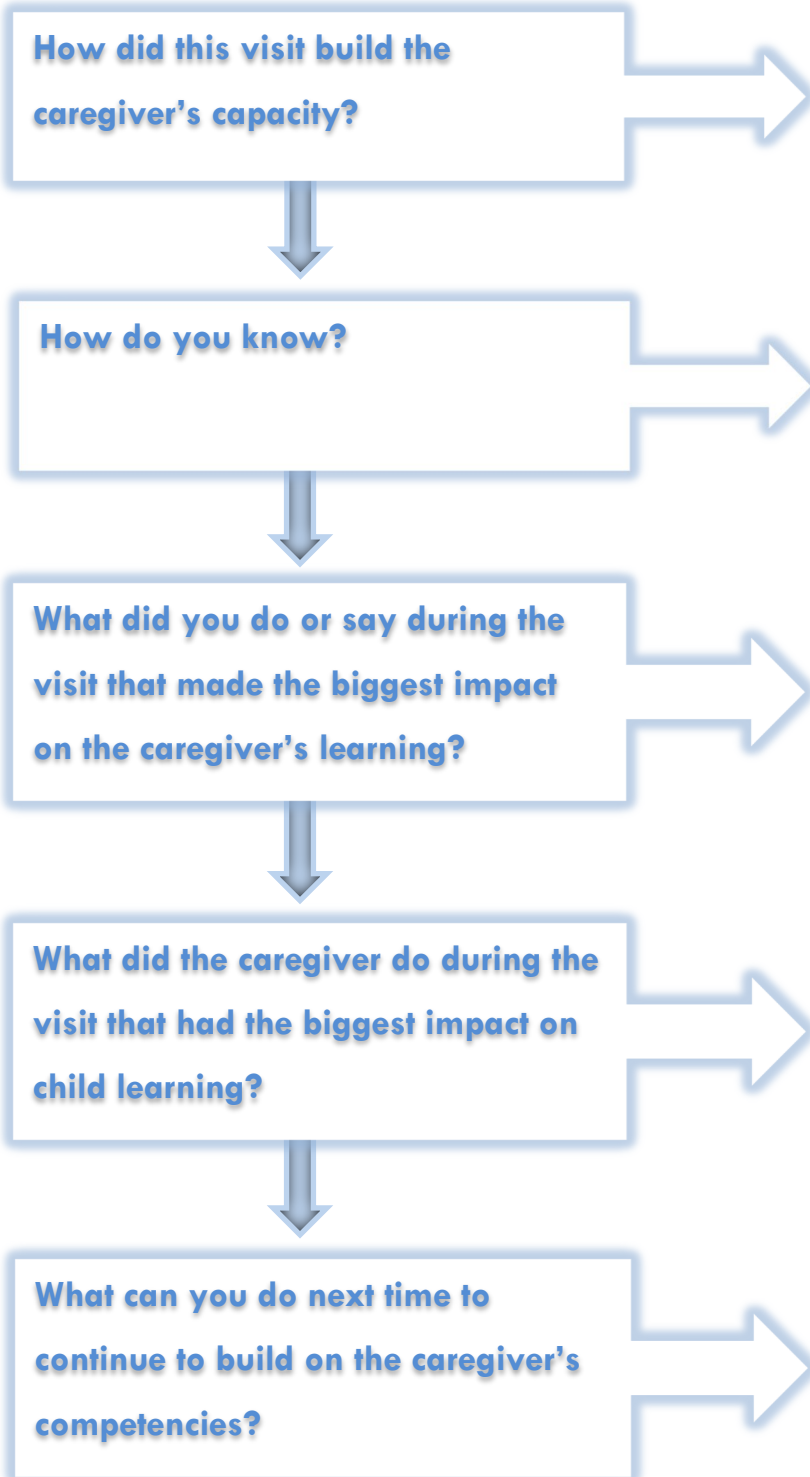 How did this visit build the
caregiver’s capacity?
How do you know?
What did you do or say during the
visit that made the biggest impact
on the caregiver’s learning?
What did the caregiver do during the
visit that had the biggest impact on
child learning?
What can you do next time to
continue to build on the caregiver’s
competencies?